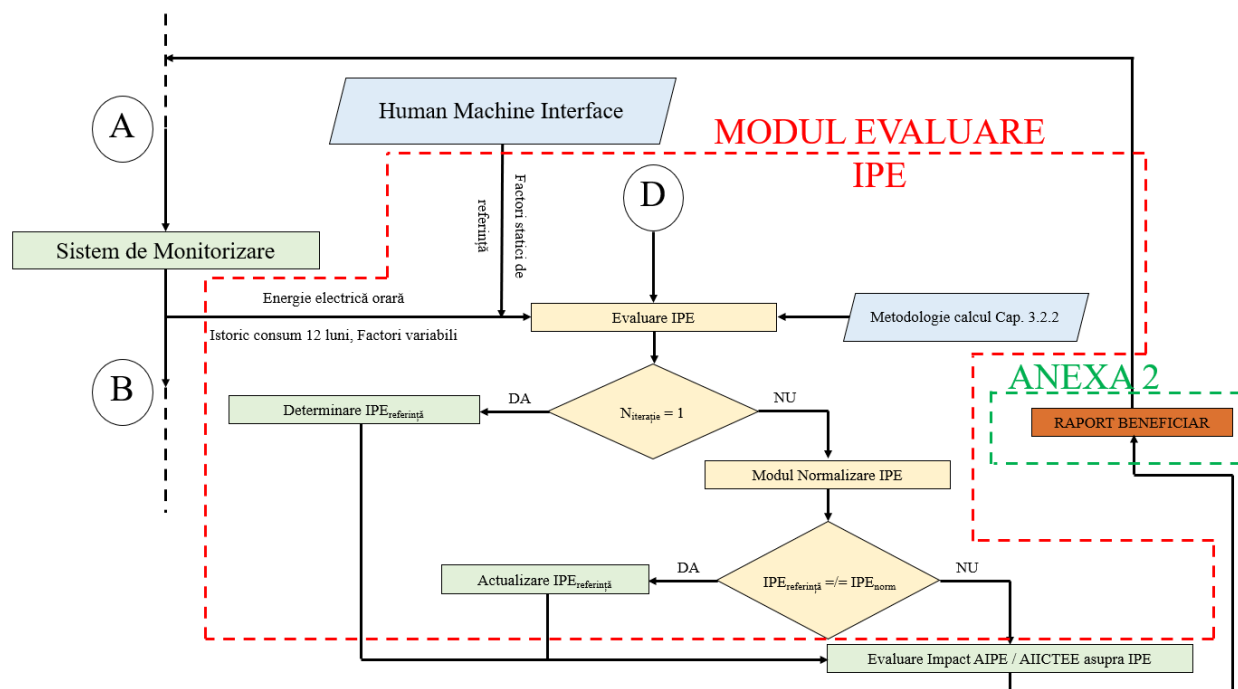 A
Human Machine Interface
MODUL EVALUARE
IPE
Factori statici de
referință
D
Sistem de Monitorizare
Energie electrică orară
Evaluare IPE
Metodologie calcul Cap. 3.2.2
Istoric consum 12 luni, Factori variabili
B
ANEXA 2
DA
NU
Determinare IPEreferință
Niterație = 1
RAPORT BENEFICIAR
Modul Normalizare IPE
DA
NU
Actualizare IPEreferință
IPEreferință =/= IPEnorm
Evaluare Impact AIPE / AIICTEE asupra IPE